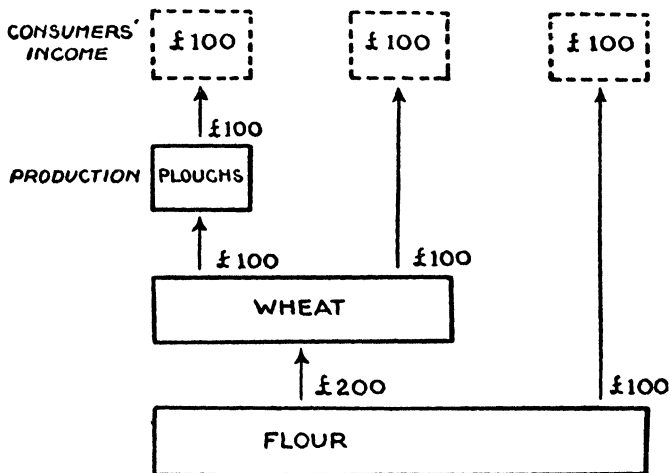 CONSUMERS' INCOME
£100
£100
£100
£100
PRODUCTION
PLOUGHS
£100
£100
WHEAT
£200
£100
FLOUR